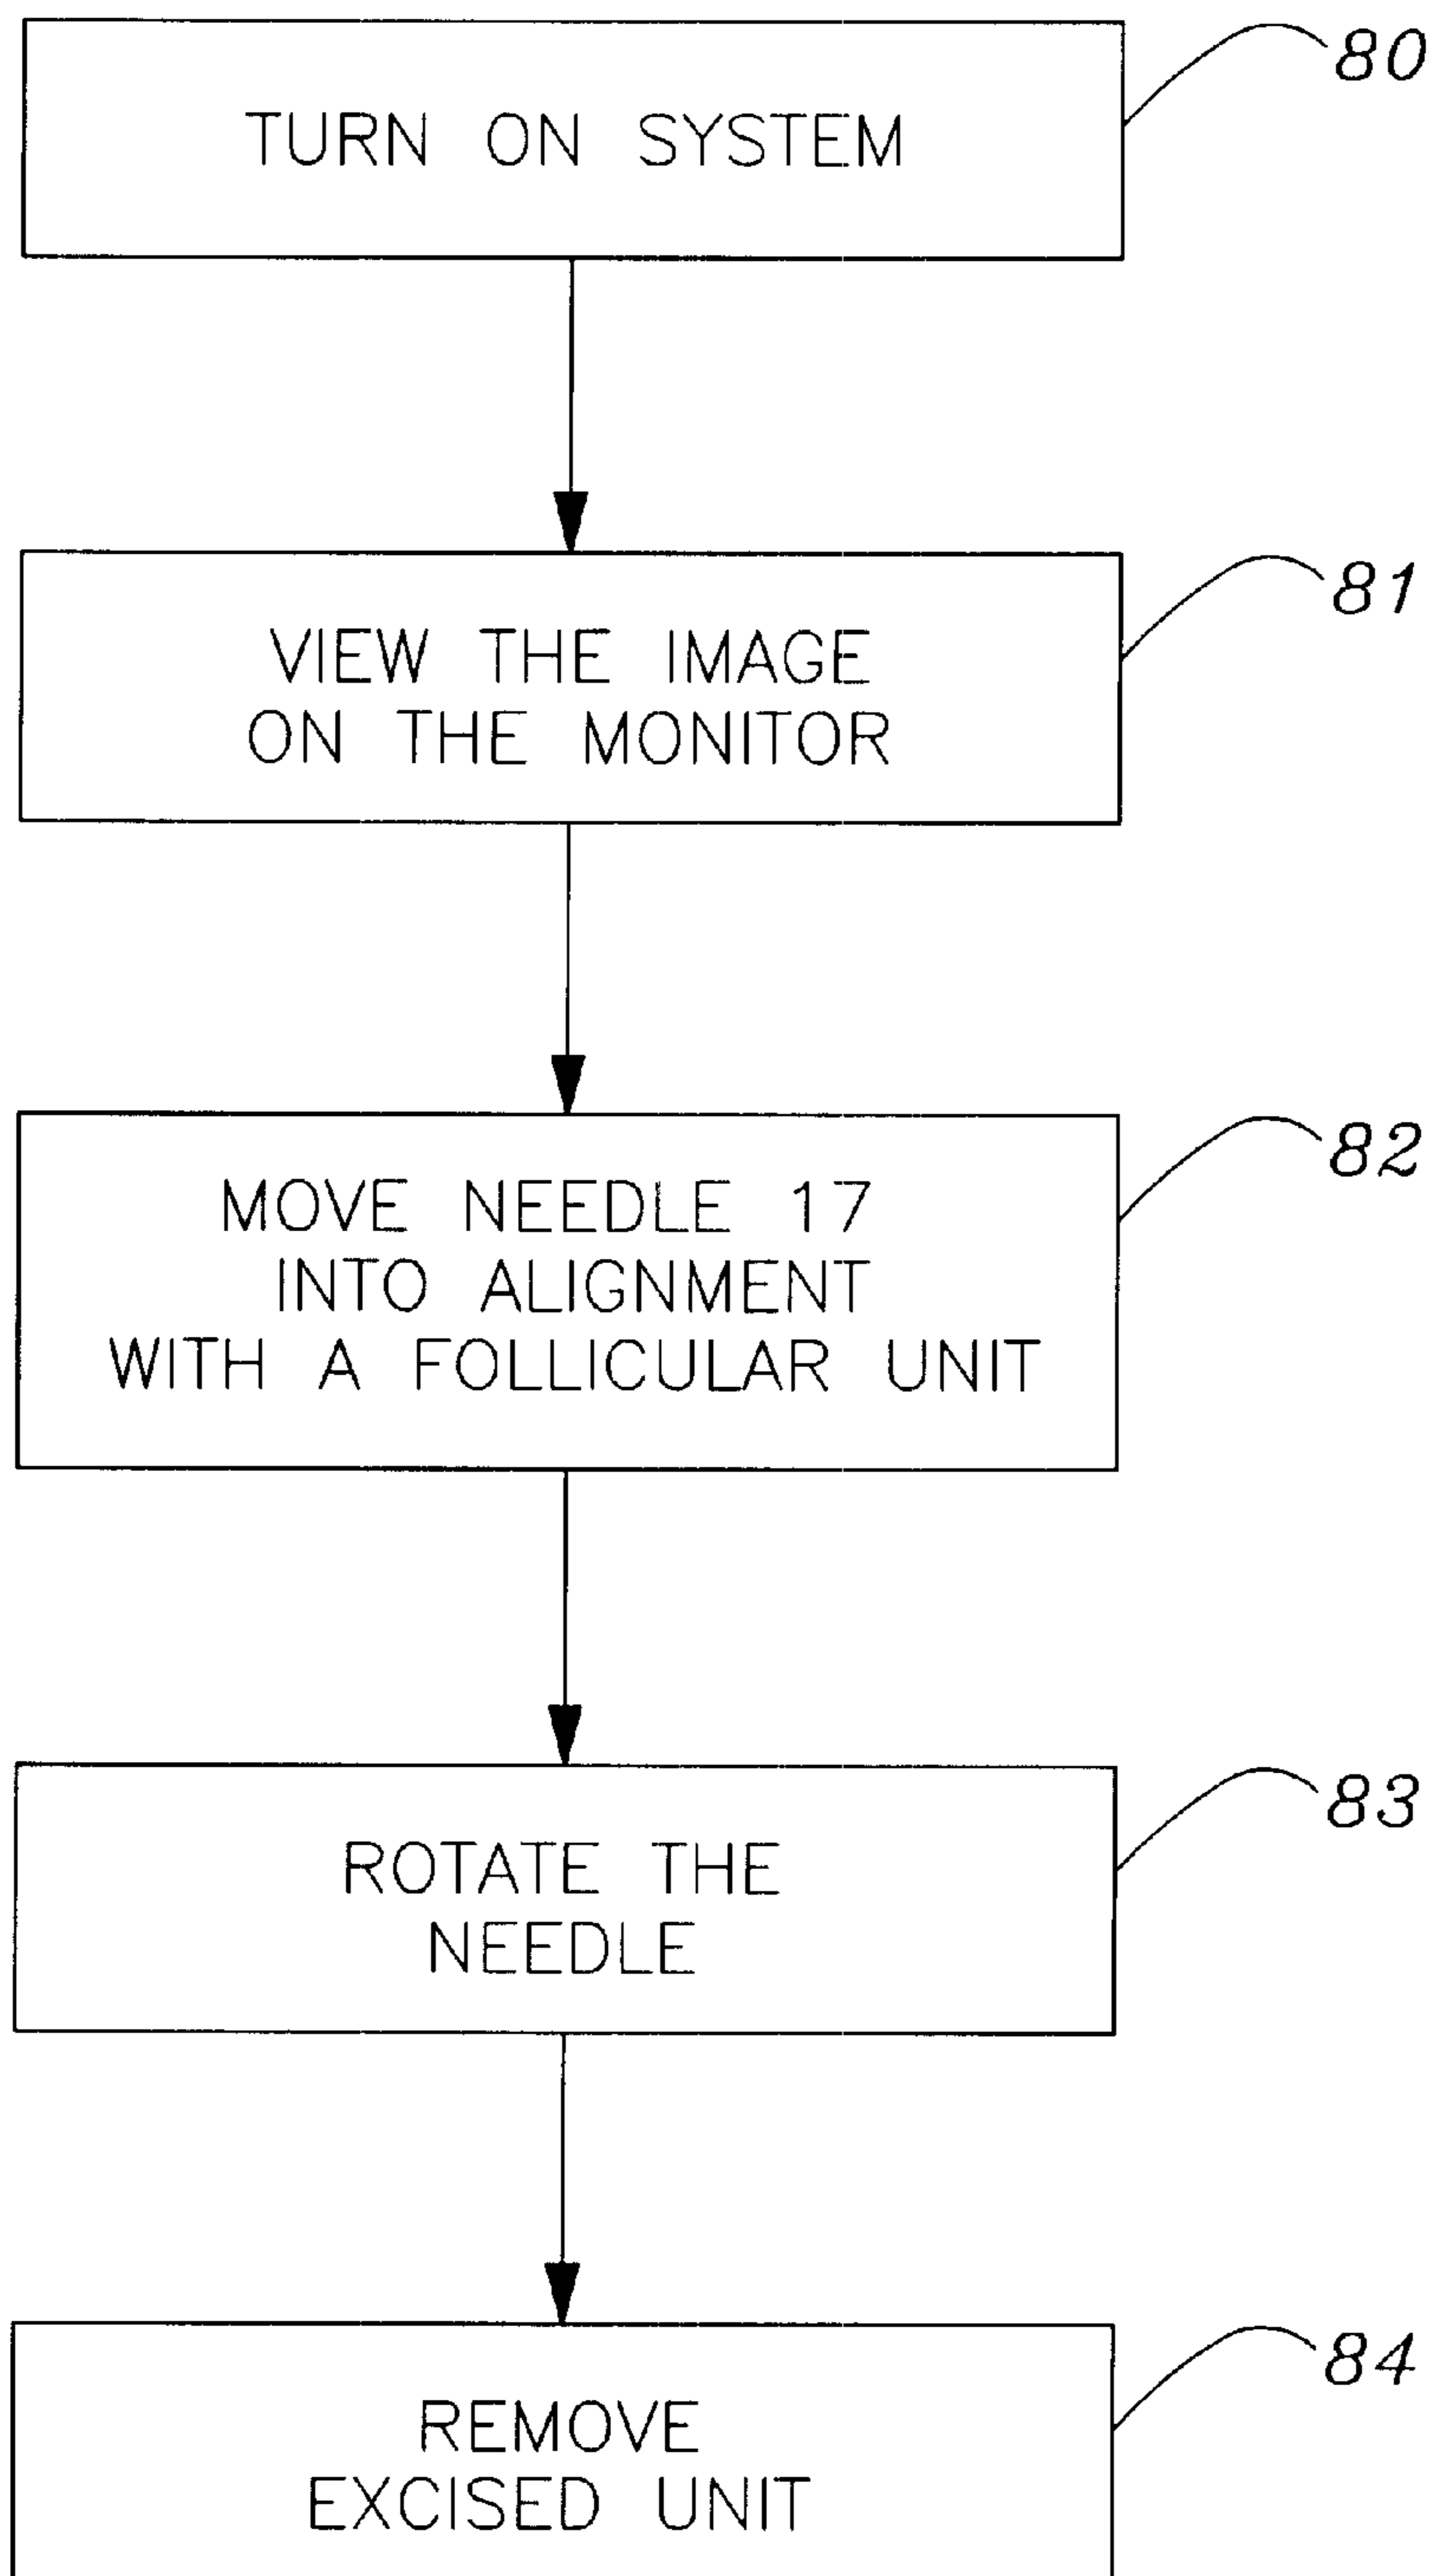 TURN ON SYSTEM
80
VIEW THE IMAGE
ON THE MONITOR
81
MOVE NEEDLE 17
INTO ALIGNMENT
WITH A FOLLICULAR UNIT
82
ROTATE THE
NEEDLE
83
REMOVE
EXCISED UNIT
84